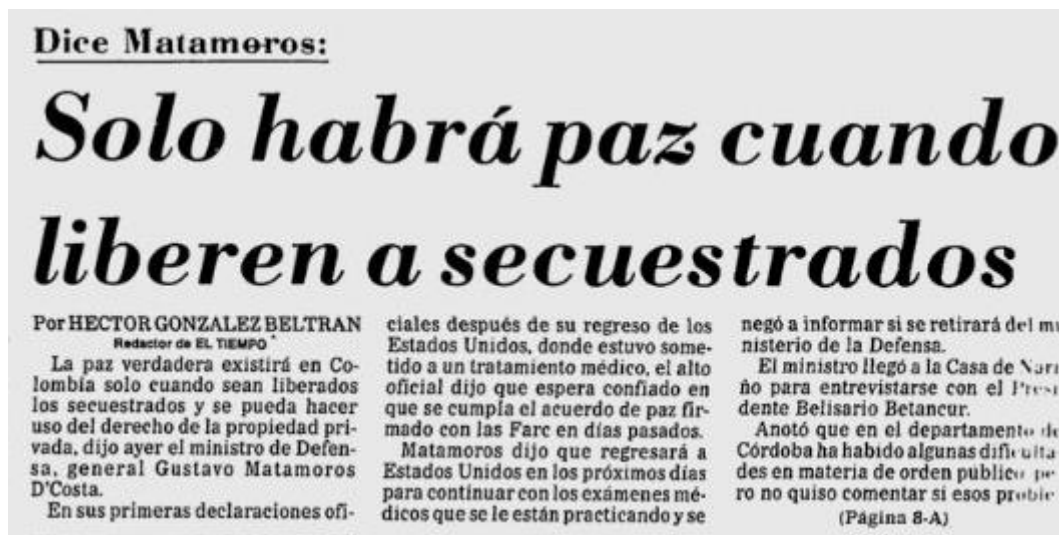 Dice Matamoros:
Solo habrá paz cuando
liberen a secuestrados
Por HECTOR GONZALEZ BELTRAN
Redactor de EL TIEMPO
La paz verdadera existirá en Co-
lombia solo cuando sean liberados
los secuestrados y se pueda hacer
uso del derecho de la propiedad pri-
vada, dijo ayer el ministro de Defen-
sa, general Gustavo Matamoros
D'Costa.
En sus primeras declaraciones ofi-
ciales después de su regreso de los
Estados Unidos, donde estuvo some-
tido a un tratamiento médico, el alto
oficial dijo que espera confiado en
que se cumpla el acuerdo de paz fir-
mado con las Farc en días pasados.
Matamoros dijo que regresará a
Estados Unidos en los próximos días
para continuar con los exámenes mé-
dicos que se le están practicando y se
negó a informar si se retirará del
nisterio de la Defensa.
El ministro llegó a la Casa de
ño para entrevistarse con el
dente Belisario Betancur.
Anotó que en el departamento de
Córdoba ha habido algunas dificulta-
des en materia de orden público pe-
ro no quiso comentar si esos
(Página 8-A)